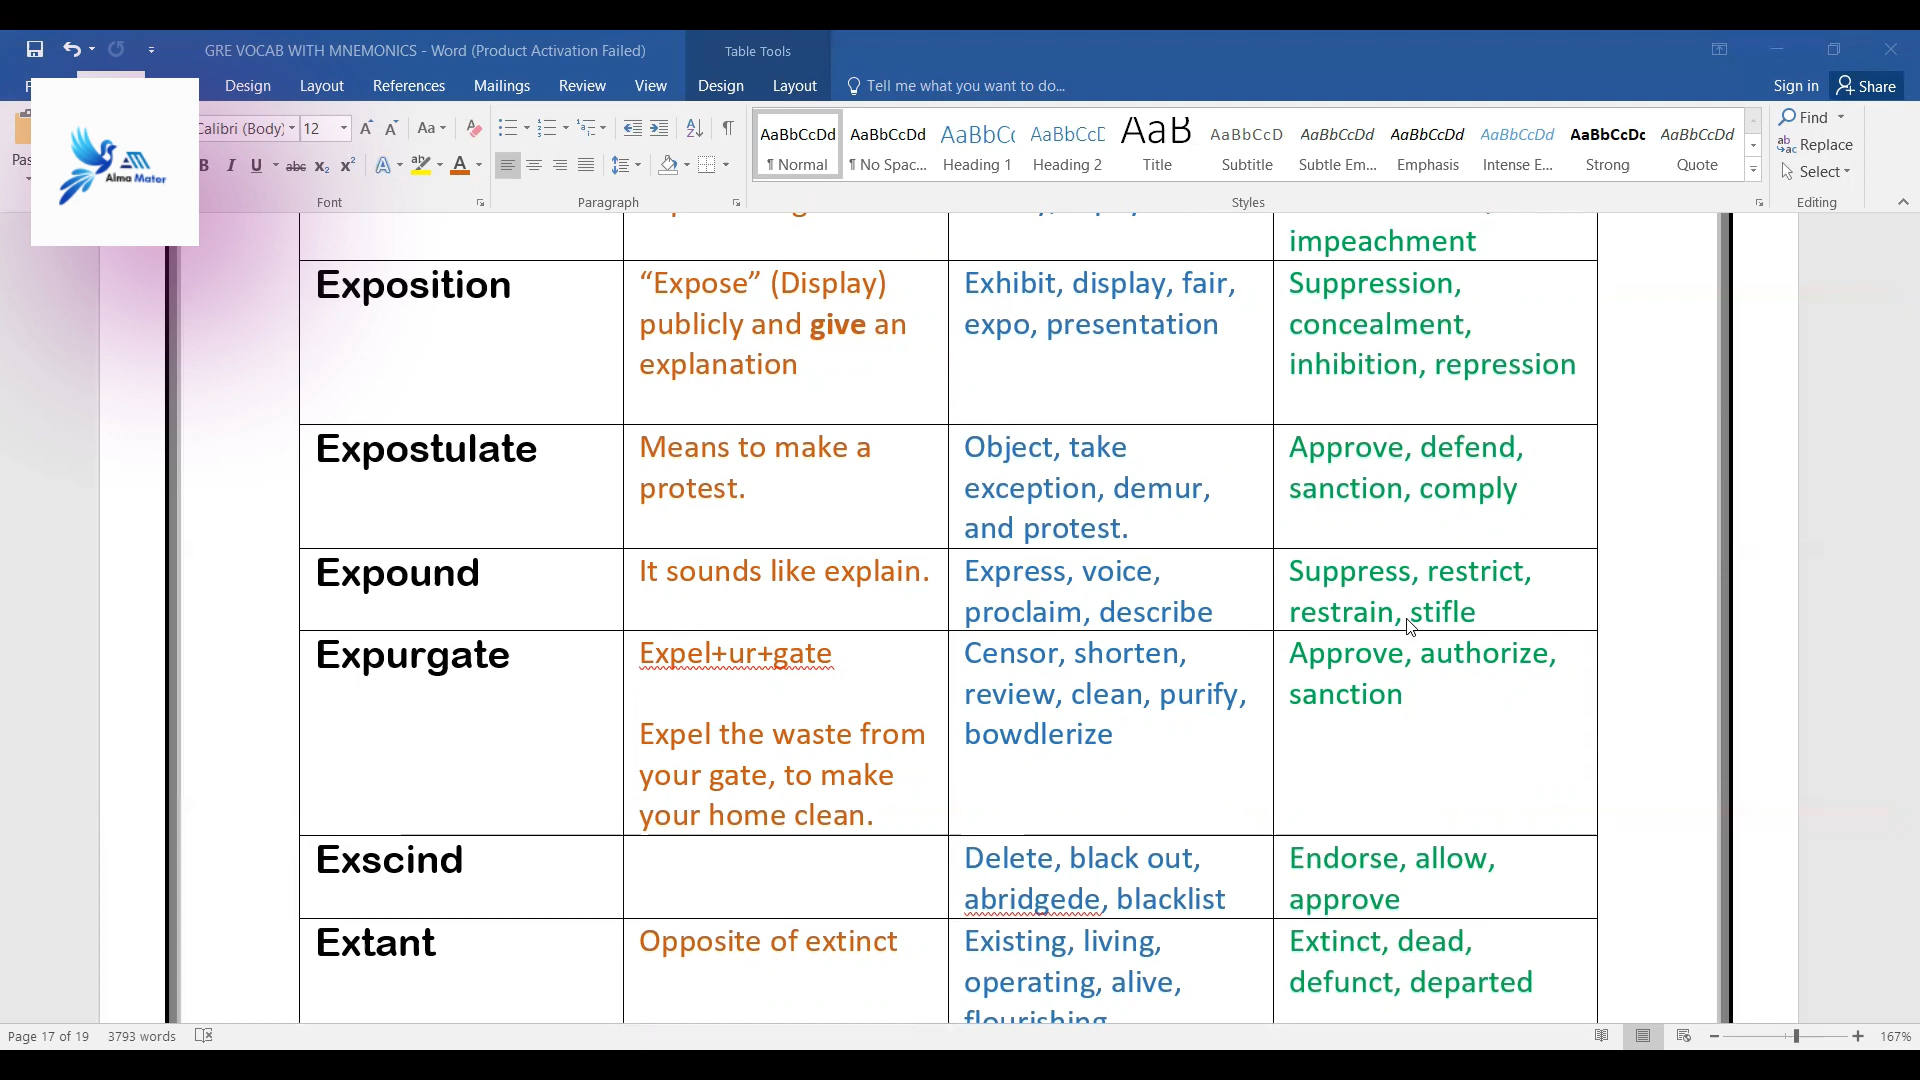 GRE VOCAB WITH MNEMONICS - Word (Product Activation Failed)
Table Tools
Design Layout References Mailings Review View Design Layout Tell me what you want to do... Sign in Share
Calibri (Body) 12 Aa
B I U abc x2 x2 A ab A
Alma Mater
AaBbCcDd AaBbCcDd AaBbC AaBbCcD AaB AaBbCcD AaBbCcDd AaBbCcDd AaBbCcDd AaBbCcDc AaBbCcDd
¶ Normal ¶ No Spac... Heading 1 Heading 2 Title Subtitle Subtle Em... Emphasis Intense E... Strong Quote
Find
Replace
Select
Font Paragraph Styles Editing
impeachment
Exposition
“Expose” (Display)
publicly and give an
explanation
Exhibit, display, fair,
expo, presentation
Suppression,
concealment,
inhibition, repression
Expostulate
Means to make a
protest.
Object, take
exception, demur,
and protest.
Approve, defend,
sanction, comply
Expound
It sounds like explain.
Express, voice,
proclaim, describe
Suppress, restrict,
restrain, stifle
Expurgate
Expel+ur+gate
Expel the waste from
your gate, to make
your home clean.
Censor, shorten,
review, clean, purify,
bowdlerize
Approve, authorize,
sanction
Exscind
Delete, black out,
abridgede, blacklist
Endorse, allow,
approve
Extant
Opposite of extinct
Existing, living,
operating, alive,
flourishing
Extinct, dead,
defunct, departed
Page 17 of 19 3793 words 167%